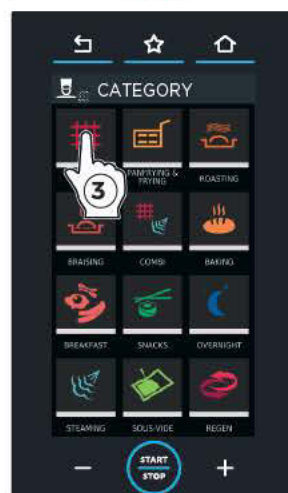 CATEGORY
3
PANFRYING &
FRYING
ROASTING
BRAISING
COMBI
BAKING
BREAKFAST
SNACKS
OVERNIGHT
STEAMING
SOUS-VIDE
REGEN
–
START
STOP
+